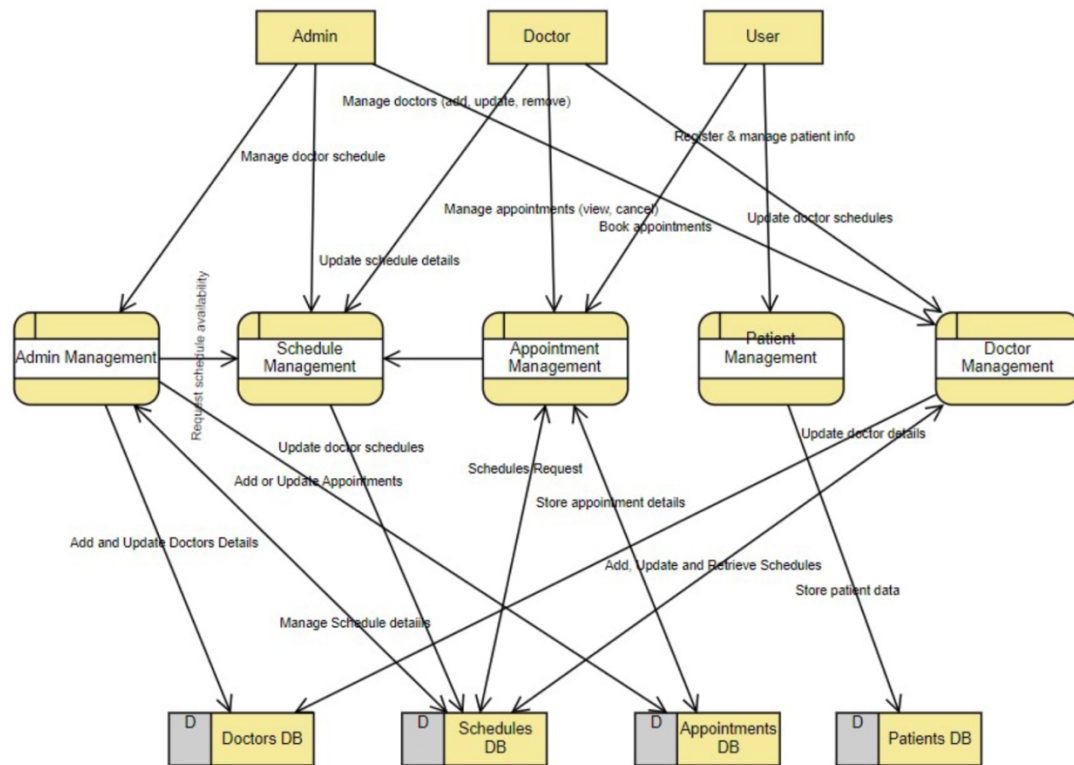 Admin
Doctor
User
Manage doctors (add, update, remove)
Register & manage patient info
Manage doctor schedule
Manage appointments (view, cancel)
Update doctor schedules
Book appointments
Update schedule details
Request schedule availability
Admin Management
Schedule
Management
Appointment
Management
Patient
Management
Doctor
Management
Update doctor details
Update doctor schedules
Schedules Request
Add or Update Appointments
Store appointment details
Add and Update Doctors Details
Add, Update and Retrieve Schedules
Store patient data
Manage Schedule detaiils
D
Doctors DB
D
Schedules
DB
D
Appointments
DB
D
Patients DB